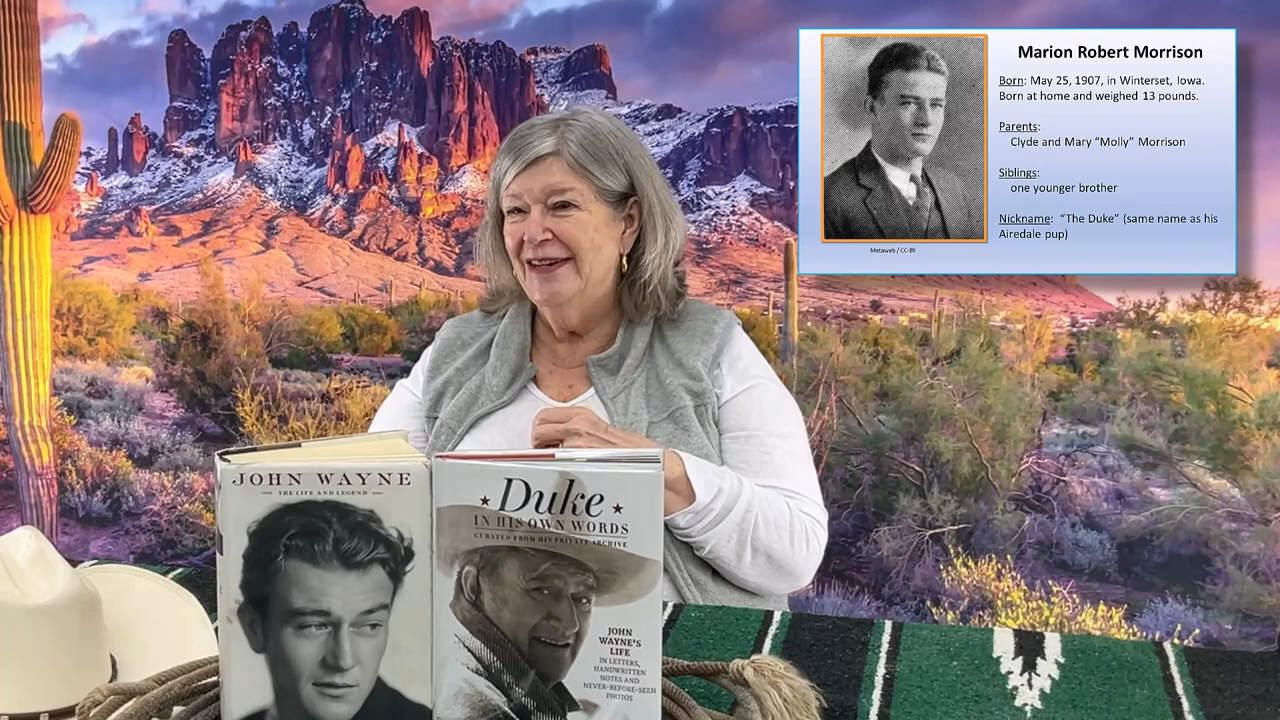 Marion Robert Morrison
Born: May 25, 1907, in Winterset, Iowa.
Born at home and weighed 13 pounds.
Parents:
Clyde and Mary “Molly” Morrison
Siblings:
one younger brother
Nickname: “The Duke” (same name as his
Airedale pup)
Metaweb / CC-BY
JOHN WAYNE
THE LIFE AND LEGEND
Duke
IN HIS OWN WORDS
CURATED FROM HIS PRIVATE ARCHIVE
JOHN
WAYNE'S
LIFE
IN LETTERS,
HANDWRITTEN
NOTES AND
NEVER-BEFORE-SEEN
PHOTOS